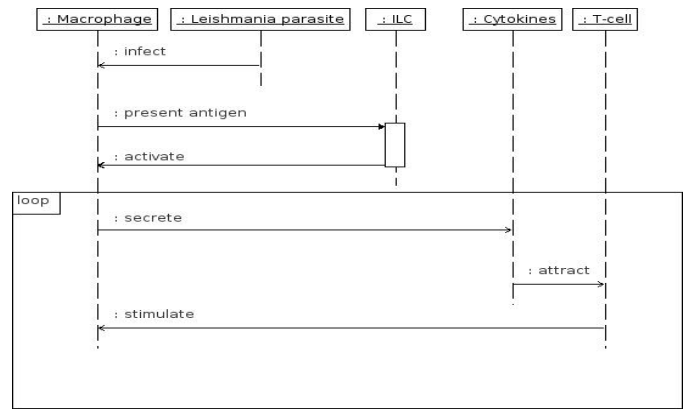 : Macrophage
: Leishmania parasite
: ILC
: Cytokines
: T-cell
: infect
: present antigen
: activate
loop
: secrete
: attract
: stimulate